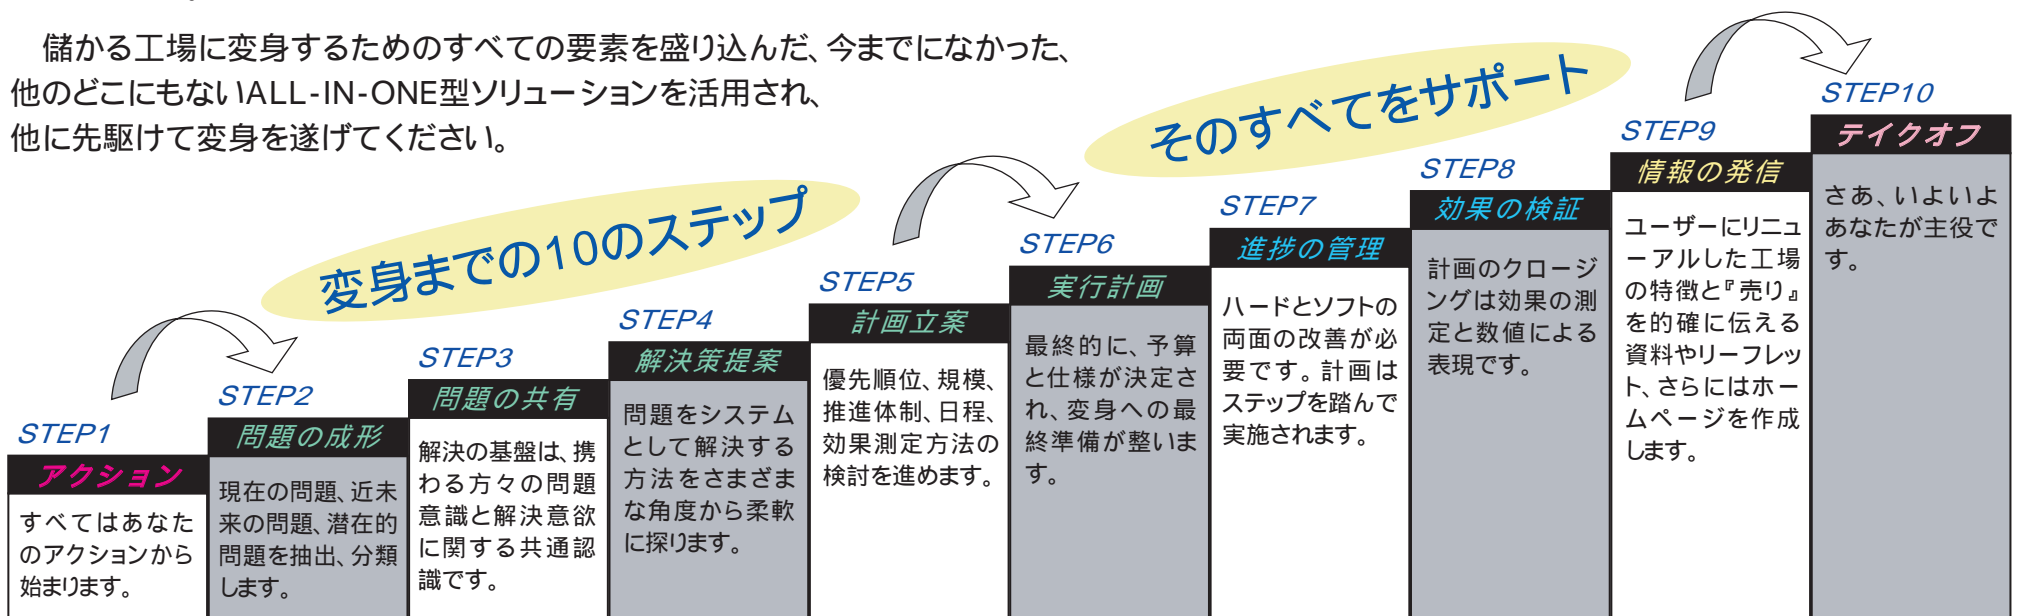 儲かる工場に変身するためのすべての要素を盛り込んだ、今までになかった、
他のどこにもないALL-IN-ONE型ソリューションを活用され、
他に先駆けて変身を遂げてください。
変身までの10のステップ
そのすべてをサポート
STEP1
アクション
すべてはあなた
のアクションから
始まります。
STEP2
問題の成形
現在の問題、近未
来の問題、潜在的
問題を抽出、分類
します。
STEP3
問題の共有
解決の基盤は、携
わる方々の問題
意識と解決意欲
に関する共通認
識です。
STEP4
解決策提案
問題をシステム
として解決する
方法をさまざま
な角度から柔軟
に探ります。
STEP5
計画立案
優先順位、規模、
推進体制、日程、
効果測定方法の
検討を進めます。
STEP6
実行計画
最終的に、予算
と仕様が決定さ
れ、変身への最
終準備が整いま
す。
STEP7
進捗の管理
ハードとソフトの
両面の改善が必
要です。計画は
ステップを踏んで
実施されます。
STEP8
効果の検証
計画のクロージ
ングは効果の測
定と数値による
表現です。
STEP9
情報の発信
ユーザーにリニュ
ーアルした工場
の特徴と『売り』
を的確に伝える
資料やリーフレッ
ト、さらにはホー
ムページを作成
します。
STEP10
テイクオフ
さあ、いよいよ
あなたが主役で
す。